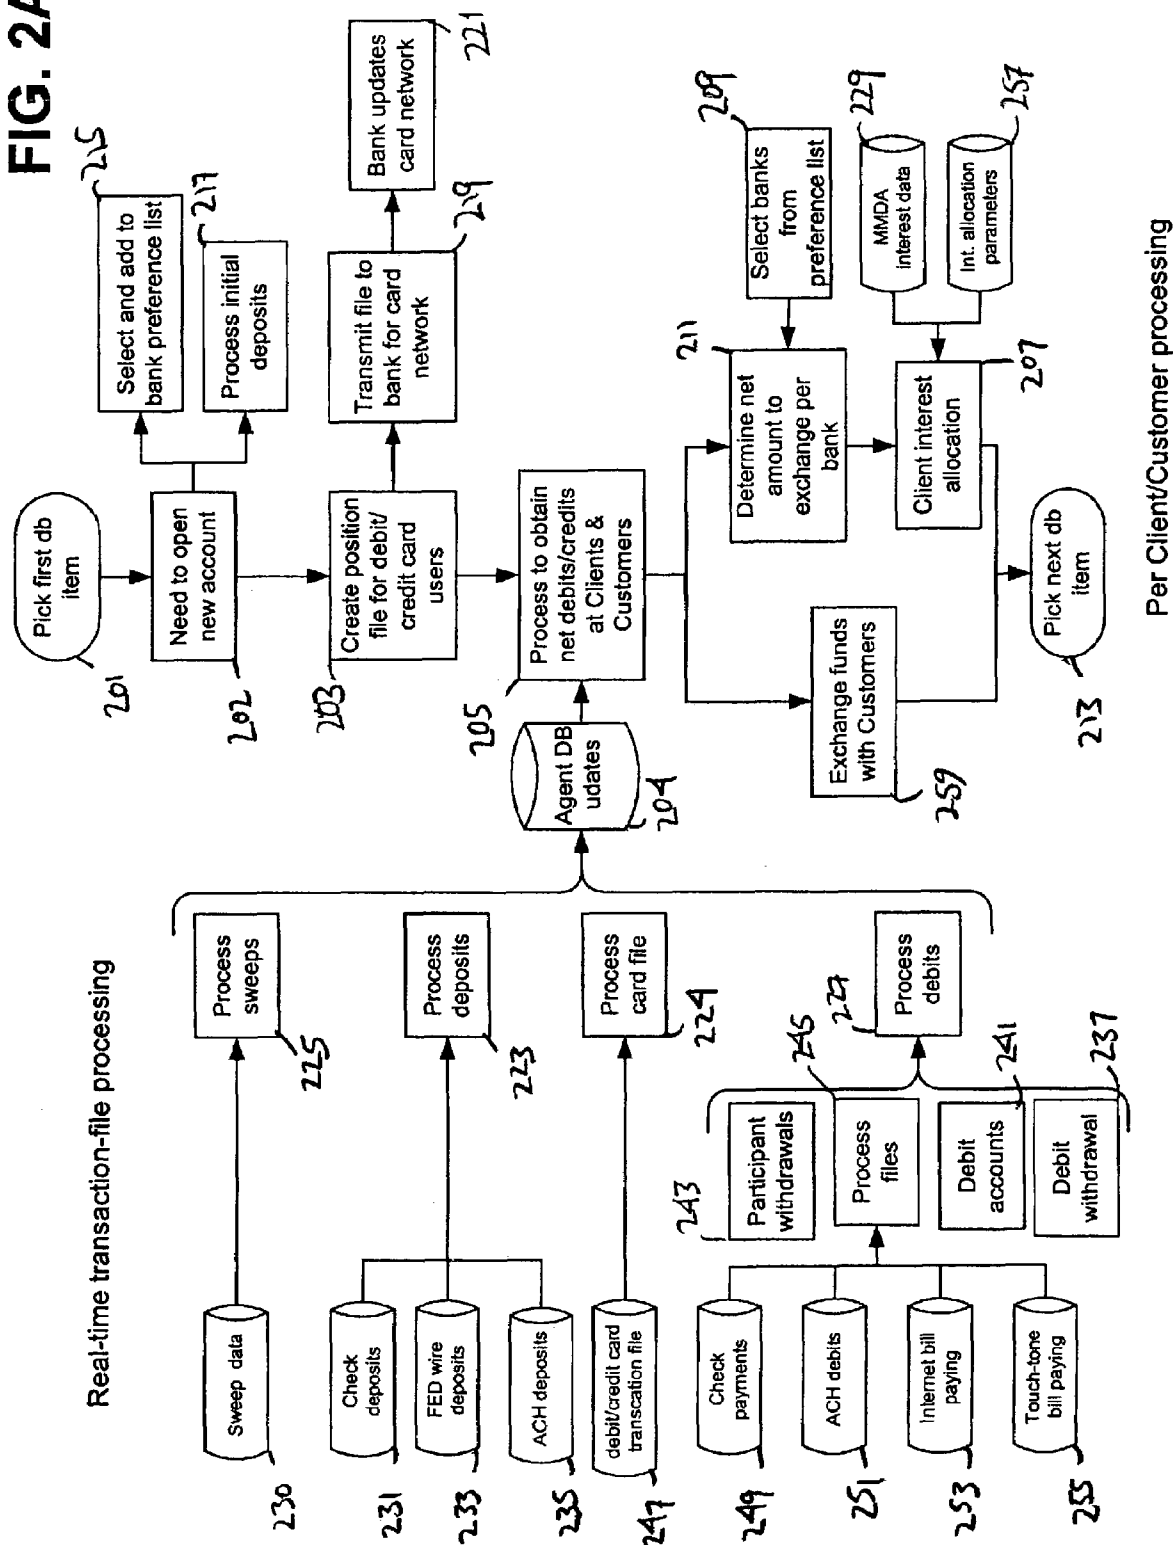 FIG. 2A
Real-time transaction-file processing
Sweep data
230
Process
sweeps
225
Check
deposits
231
FED wire
deposits
233
ACH deposits
235
Process
deposits
223
debit/credit card
transcation file
247
Process
card file
224
Check
payments
249
ACH debits
251
Internet bill
paying
253
Touch-tone
bill paying
255
Participant
withdrawals
243
Process
files
245
Debit
accounts
241
Debit
withdrawal
237
Process
debits
227
Agent DB
udates
204
Pick first db
item
201
Need to open
new account
202
Select and add to
bank preference list
215
Process initial
deposits
217
Create position
file for debit/
credit card
users
203
Transmit file to
bank for card
network
219
Bank updates
card network
221
Process to obtain
net debits/credits
at Clients &
Customers
205
Exchange funds
with Customers
259
Determine net
amount to
exchange per
bank
211
Select banks
from
preference list
209
Client interest
allocation
207
MMDA
interest data
229
Int. allocation
parameters
257
Pick next db
item
213
Per Client/Customer processing